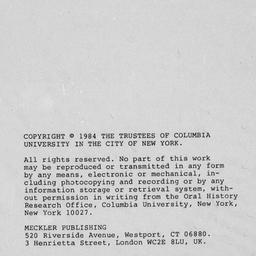 COPYRIGHT © 1984 THE TRUSTEES OF COLUMBIA
UNIVERSITY IN THE CITY OF NEW YORK.
All rights reserved. No part of this work
may be reproduced or transmitted in any form
by any means, electronic or mechanical, in-
cluding photocopying and recording or by any
information storage or retrieval system, with-
out permission in writing from the Oral History
Research Office, Columbia University, New York,
New York 10027.
MECKLER PUBLISHING
520 Riverside Avenue, Westport, CT 06880.
3 Henrietta Street, London WC2E 8LU, UK.